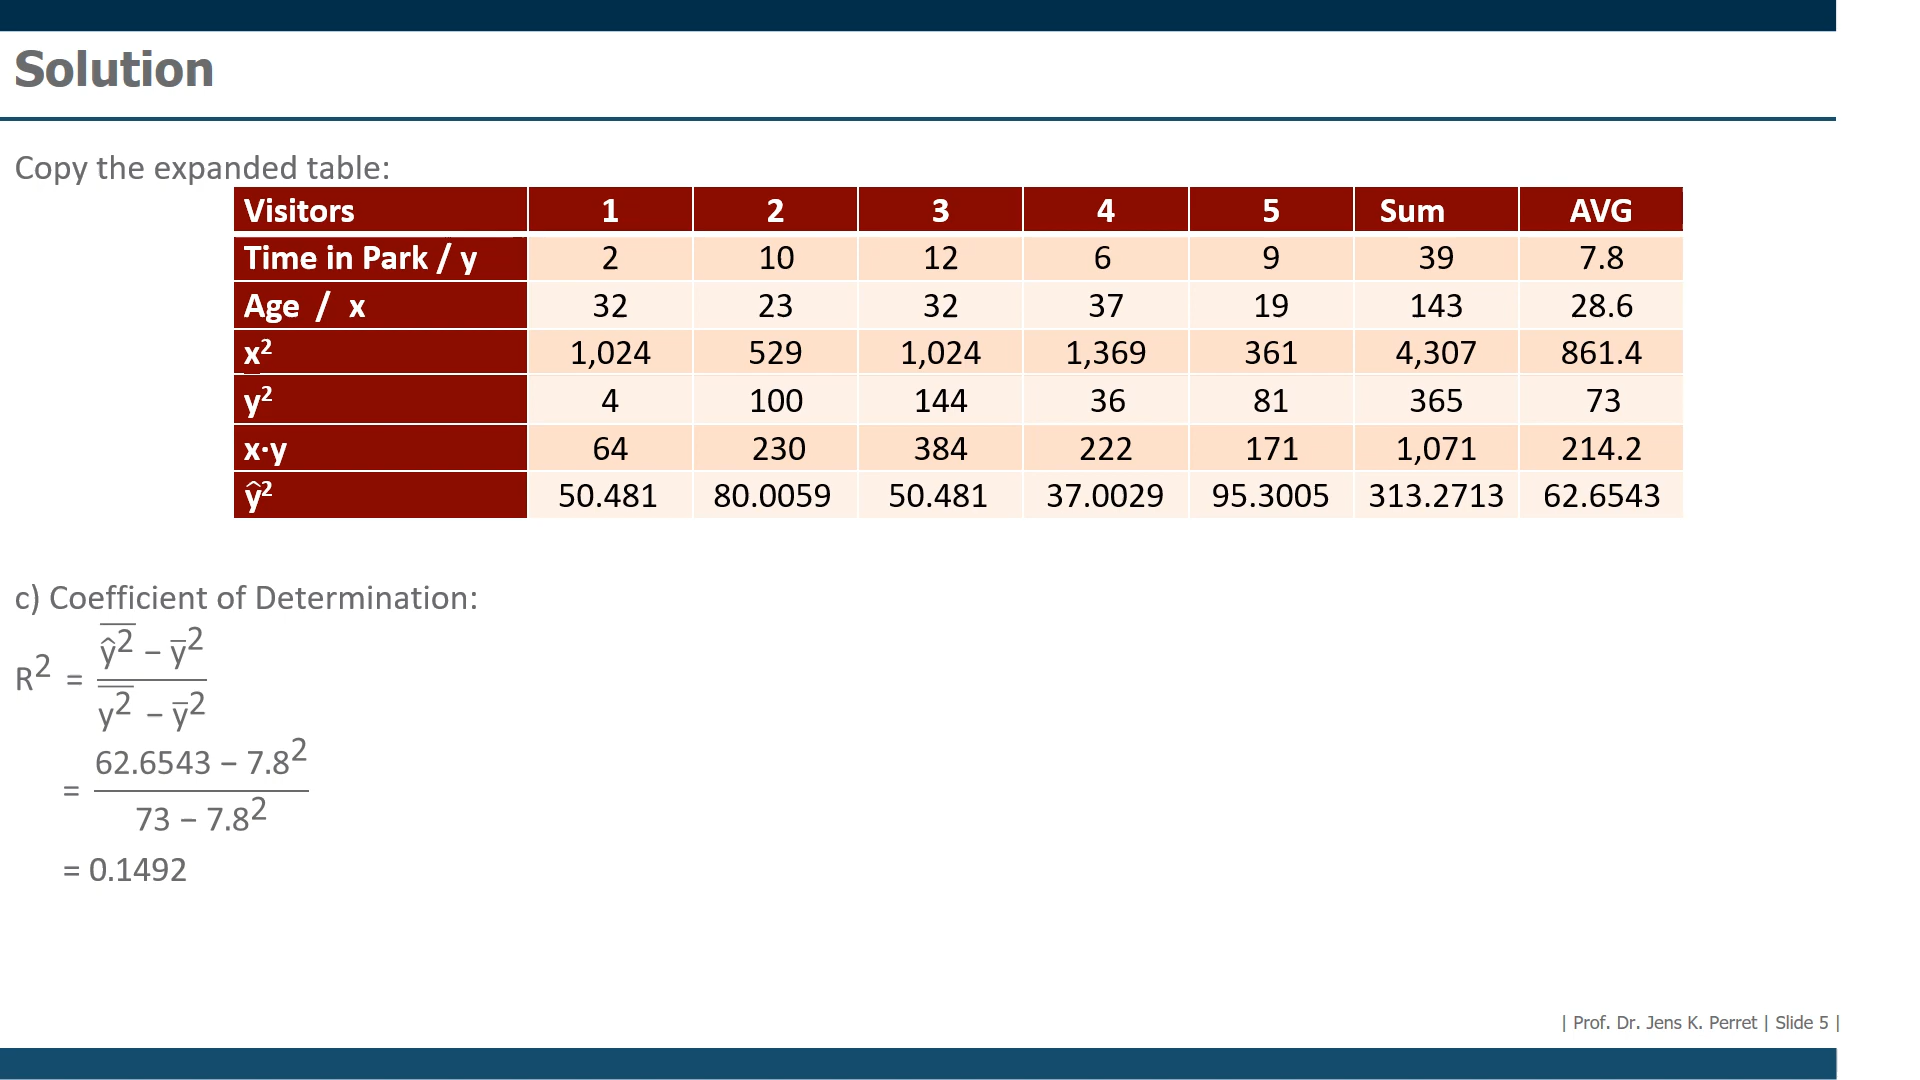 Solution
Copy the expanded table:
Visitors 1 2 3 4 5 Sum AVG
Time in Park / y 2 10 12 6 9 39 7.8
Age / x 32 23 32 37 19 143 28.6
x² 1,024 529 1,024 1,369 361 4,307 861.4
y² 4 100 144 36 81 365 73
x·y 64 230 384 222 171 1,071 214.2
ŷ² 50.481 80.0059 50.481 37.0029 95.3005 313.2713 62.6543
c) Coefficient of Determination:
R² =
ŷ̅²̅ – y̅²
y̅²̅ – y̅²
=
62.6543 – 7.8²
73 – 7.8²
= 0.1492
| Prof. Dr. Jens K. Perret | Slide 5 |